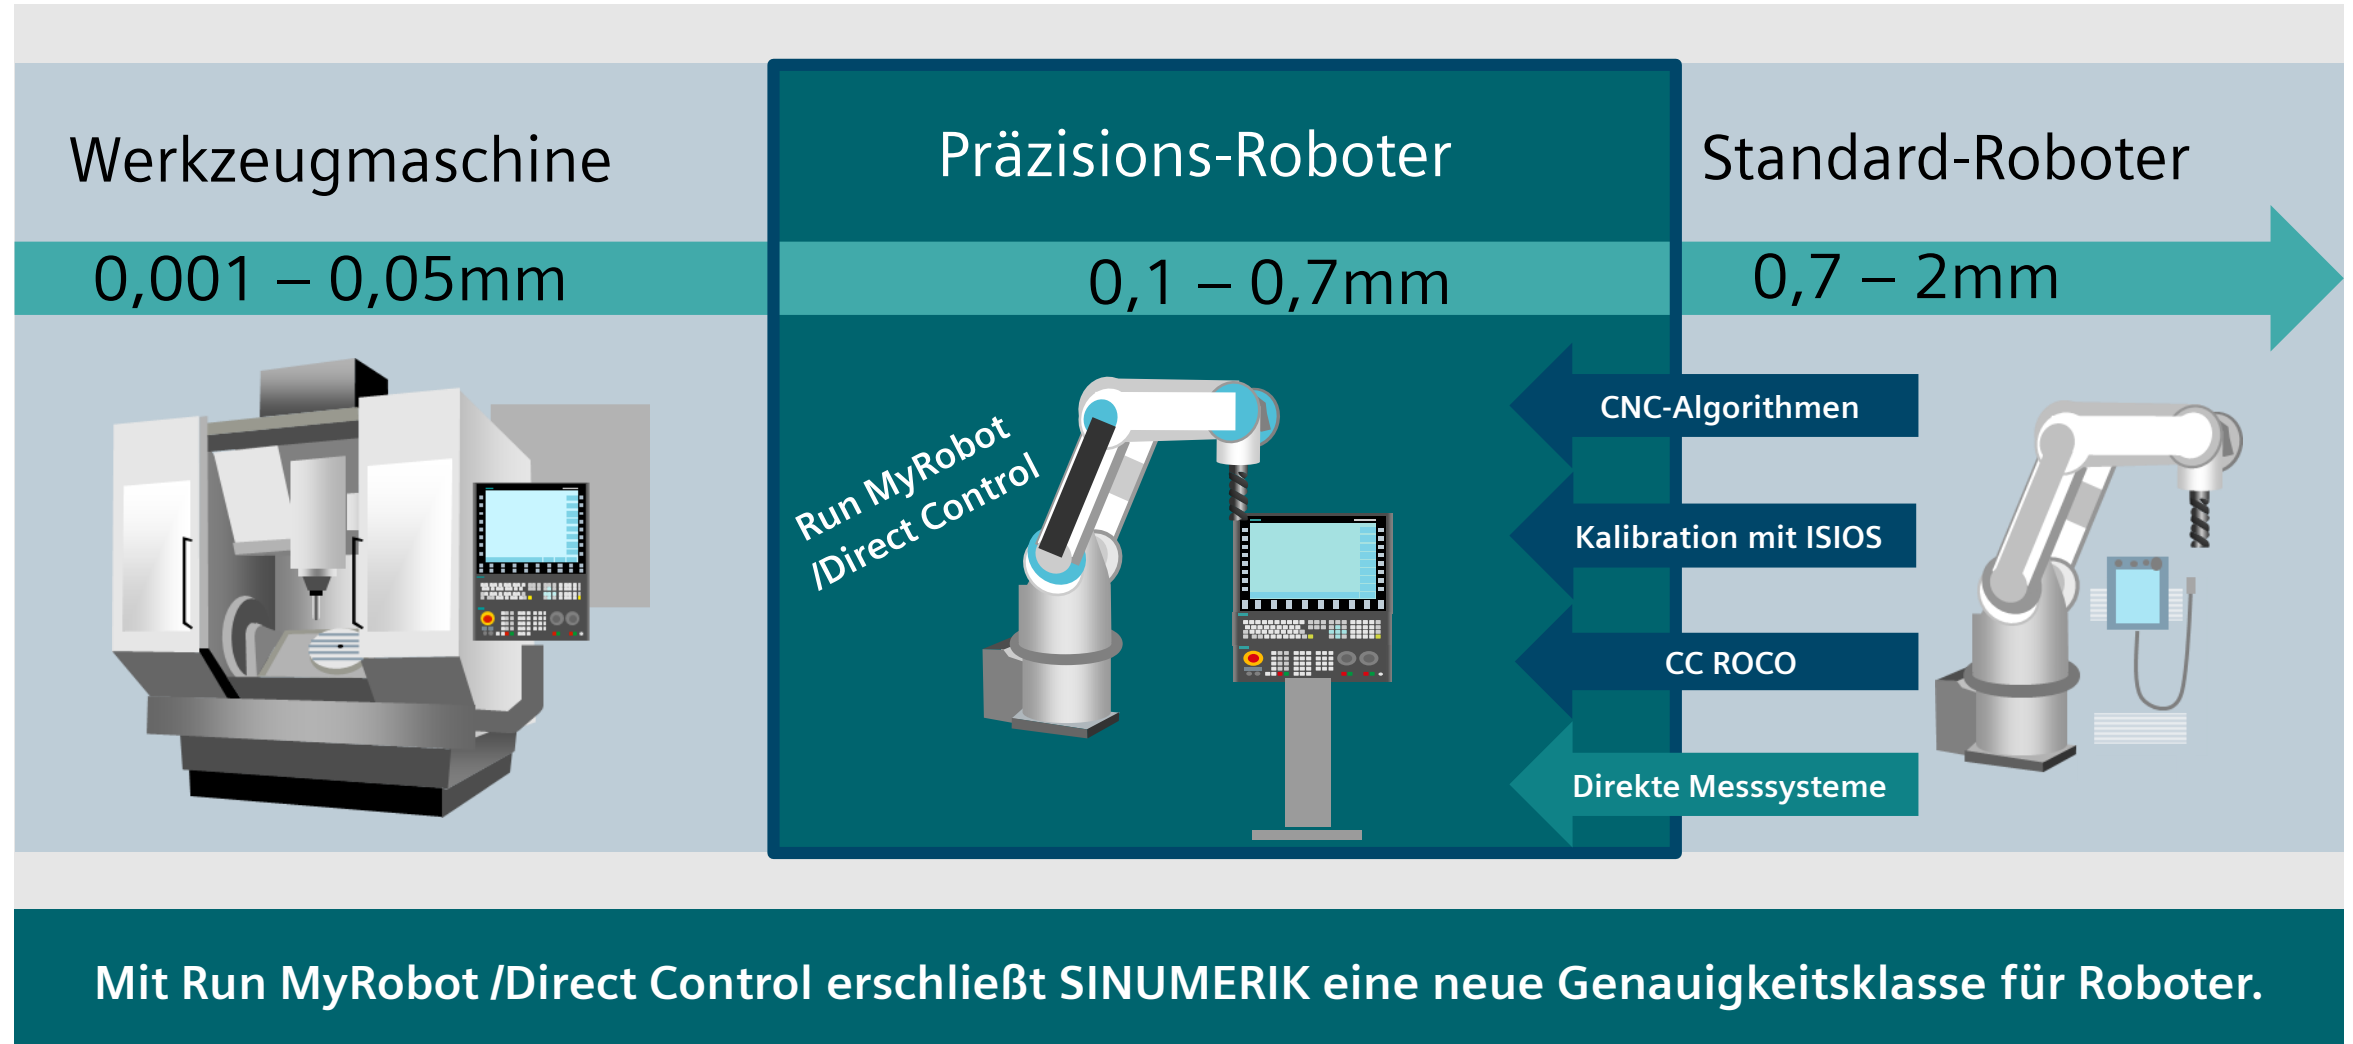 Werkzeugmaschine
0,001 – 0,05mm
Präzisions-Roboter
0,1 – 0,7mm
Standard-Roboter
0,7 – 2mm
Run MyRobot
/Direct Control
CNC-Algorithmen
Kalibration mit ISIOS
CC ROCO
Direkte Messsysteme
Mit Run MyRobot /Direct Control erschließt SINUMERIK eine neue Genauigkeitsklasse für Roboter.